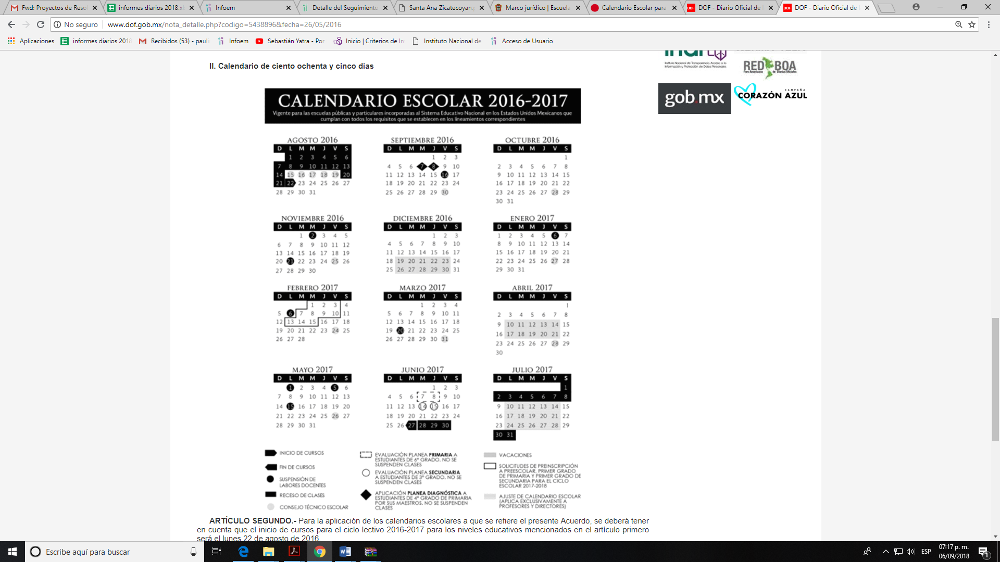 Fwd: Proyectos de Resol
informes diarios 2018.xl
Infoem
Detalle del Seguimiento
Santa Ana Zicatecoyan.p
Marco jurídico | Escuela
Calendario Escolar para
DOF - Diario Oficial de l
DOF - Diario Oficial de l
No seguro | www.dof.gob.mx/nota_detalle.php?codigo=5438896&fecha=26/05/2016
Aplicaciones
informes diarios 2018
Recibidos (53) - pauli
Infoem
Sebastián Yatra - Por
Inicio | Criterios de In
Instituto Nacional de
Acceso de Usuario
Instituto Nacional de Transparencia, Acceso a la
Información y Protección de Datos Personales
RED BOA
Foro Americano de Diarios Oficiales
gob.mx
CAMPAÑA
CORAZÓN AZUL
II. Calendario de ciento ochenta y cinco días
CALENDARIO ESCOLAR 2016-2017
Vigente para las escuelas públicas y particulares incorporadas al Sistema Educativo Nacional en los Estados Unidos Mexicanos que
cumplan con todos los requisitos que se establecen en los lineamientos correspondientes
AGOSTO 2016
D L M M J V S
1 2 3 4 5 6
7 8 9 10 11 12 13
14 15 16 17 18 19 20
21 22 23 24 25 26 27
28 29 30 31
SEPTIEMBRE 2016
D L M M J V S
1 2 3
4 5 6 7 8 9 10
11 12 13 14 15 16 17
18 19 20 21 22 23 24
25 26 27 28 29 30
OCTUBRE 2016
D L M M J V S
1
2 3 4 5 6 7 8
9 10 11 12 13 14 15
16 17 18 19 20 21 22
23 24 25 26 27 28 29
30 31
NOVIEMBRE 2016
D L M M J V S
1 2 3 4 5
6 7 8 9 10 11 12
13 14 15 16 17 18 19
20 21 22 23 24 25 26
27 28 29 30
DICIEMBRE 2016
D L M M J V S
1 2 3
4 5 6 7 8 9 10
11 12 13 14 15 16 17
18 19 20 21 22 23 24
25 26 27 28 29 30 31
ENERO 2017
D L M M J V S
1 2 3 4 5 6 7
8 9 10 11 12 13 14
15 16 17 18 19 20 21
22 23 24 25 26 27 28
29 30 31
FEBRERO 2017
D L M M J V S
1 2 3 4
5 6 7 8 9 10 11
12 13 14 15 16 17 18
19 20 21 22 23 24 25
26 27 28
MARZO 2017
D L M M J V S
1 2 3 4
5 6 7 8 9 10 11
12 13 14 15 16 17 18
19 20 21 22 23 24 25
26 27 28 29 30 31
ABRIL 2017
D L M M J V S
1
2 3 4 5 6 7 8
9 10 11 12 13 14 15
16 17 18 19 20 21 22
23 24 25 26 27 28 29
30
MAYO 2017
D L M M J V S
1 2 3 4 5 6
7 8 9 10 11 12 13
14 15 16 17 18 19 20
21 22 23 24 25 26 27
28 29 30 31
JUNIO 2017
D L M M J V S
1 2 3
4 5 6 7 8 9 10
11 12 13 14 15 16 17
18 19 20 21 22 23 24
25 26 27 28 29 30
JULIO 2017
D L M M J V S
1
2 3 4 5 6 7 8
9 10 11 12 13 14 15
16 17 18 19 20 21 22
23 24 25 26 27 28 29
30 31
INICIO DE CURSOS
FIN DE CURSOS
SUSPENSIÓN DE
LABORES DOCENTES
RECESO DE CLASES
CONSEJO TÉCNICO ESCOLAR
EVALUACIÓN PLANEA PRIMARIA A
ESTUDIANTES DE 6º GRADO. NO SE
SUSPENDEN CLASES
EVALUACIÓN PLANEA SECUNDARIA
A ESTUDIANTES DE 3º GRADO. NO SE
SUSPENDEN CLASES
APLICACIÓN PLANEA DIAGNÓSTICA A
ESTUDIANTES DE 4º GRADO DE PRIMARIA
POR SUS MAESTROS. NO SE SUSPENDEN
CLASES
VACACIONES
SOLICITUDES DE PREINSCRIPCIÓN
A PREESCOLAR, PRIMER GRADO
DE PRIMARIA Y PRIMER GRADO DE
SECUNDARIA PARA EL CICLO
ESCOLAR 2017-2018
AJUSTE DE CALENDARIO ESCOLAR
(APLICA EXCLUSIVAMENTE A
PROFESORES Y DIRECTORES)
ARTÍCULO SEGUNDO.- Para la aplicación de los calendarios escolares a que se refiere el presente Acuerdo, se deberá tener
en cuenta que el inicio de cursos para el ciclo lectivo 2016-2017 para los niveles educativos mencionados en el artículo primero
será el lunes 22 de agosto de 2016.
Escribe aquí para buscar
ESP
07:17 p. m.
06/09/2018
1